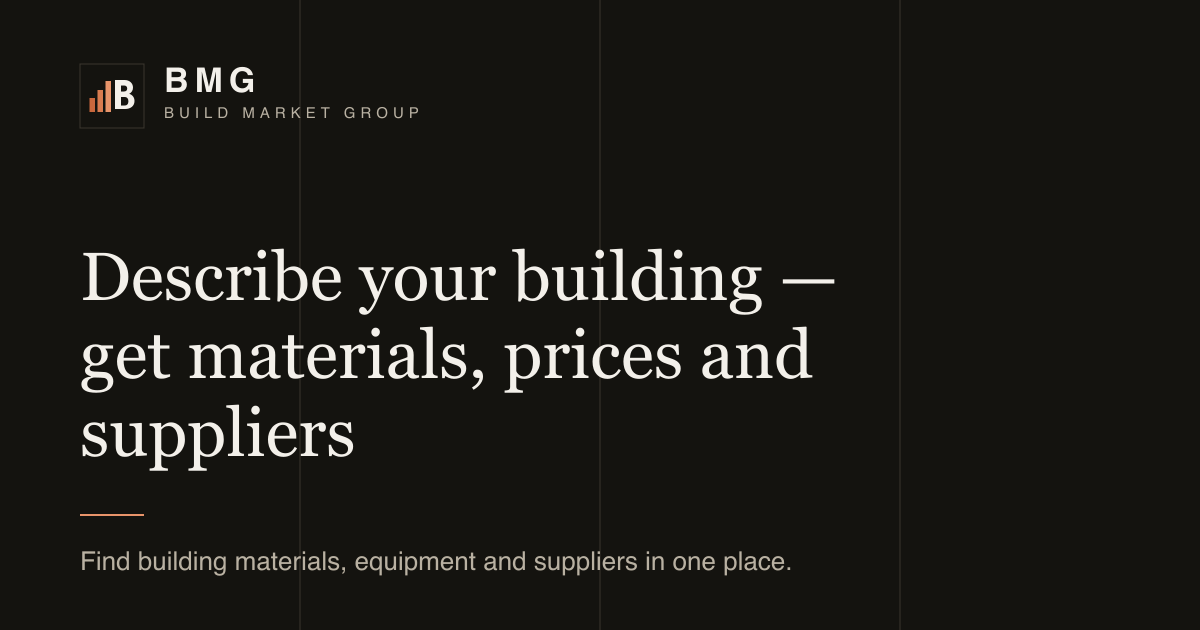 B
BMG
BUILD MARKET GROUP
Describe your building —
get materials, prices and
suppliers
Find building materials, equipment and suppliers in one place.